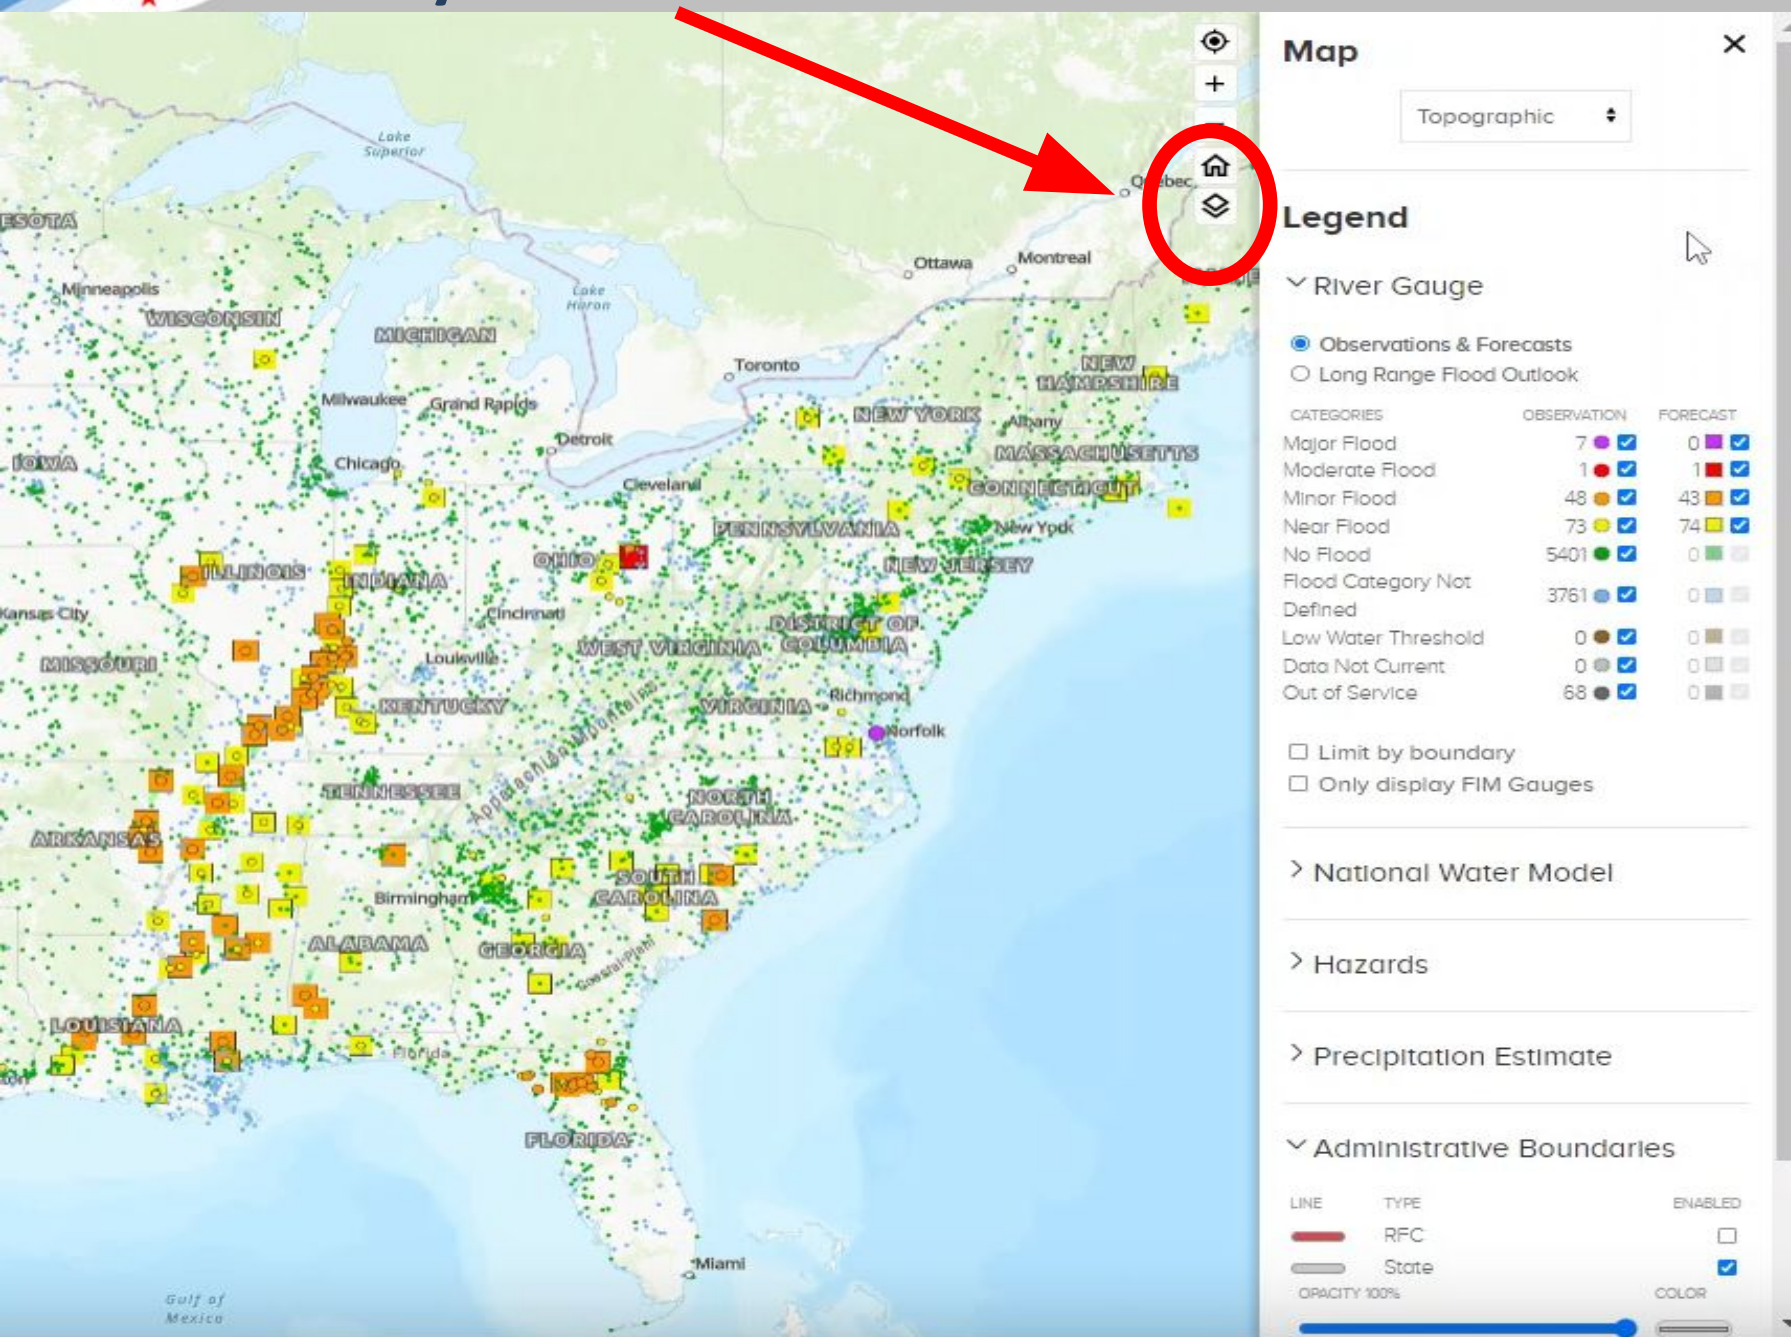 Map
Topographic
Legend
River Gauge
Observations & Forecasts
Long Range Flood Outlook
CATEGORIES OBSERVATION FORECAST
Major Flood 7 0
Moderate Flood 1 1
Minor Flood 48 43
Near Flood 73 74
No Flood 5401 0
Flood Category Not
Defined 3761 0
Low Water Threshold 0 0
Data Not Current 0 0
Out of Service 68 0
Limit by boundary
Only display FIM Gauges
National Water Model
Hazards
Precipitation Estimate
Administrative Boundaries
LINE TYPE ENABLED
RFC
State
OPACITY 100% COLOR
Lake
Superior
ESOTA
Minneapolis
WISCONSIN
MICHIGAN
Lake
Huron
Ottawa
Montreal
Toronto
NEW
HAMPSHIRE
Milwaukee
Grand Rapids
NEW YORK
Albany
Detroit
MASSACHUSETTS
IOWA
Chicago
Cleveland
CONNECTICUT
PENNSYLVANIA
New York
OHIO
NEW JERSEY
ILLINOIS
INDIANA
Kansas City
Cincinnati
DISTRICT OF
COLUMBIA
WEST VIRGINIA
MISSOURI
Louisville
KENTUCKY
VIRGINIA
Richmond
Norfolk
Appalachian Mountains
TENNESSEE
NORTH
CAROLINA
ARKANSAS
SOUTH
CAROLINA
Birmingham
ALABAMA
GEORGIA
Coastal Plain
LOUISIANA
Florida
FLORIDA
Miami
Gulf of
Mexico